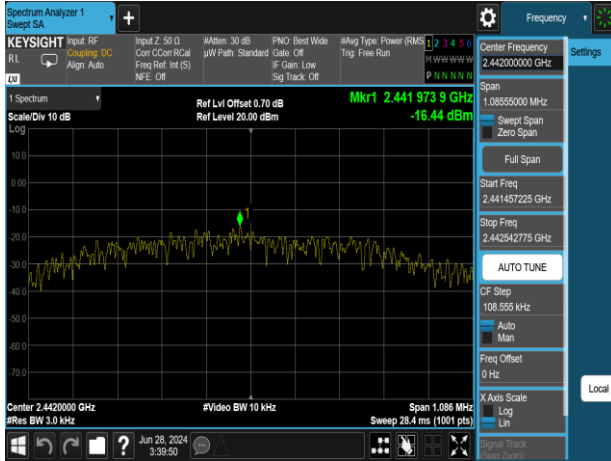 Spectrum Analyzer 1
Swept SA
+
Frequency
KEYSIGHT
RL
LXI
Input: RF
Coupling: DC
Align: Auto
Input Z: 50 Ω
Corr CCorr RCal
Freq Ref: Int (S)
NFE: Off
#Atten: 30 dB
µW Path: Standard
PNO: Best Wide
Gate: Off
IF Gain: Low
Sig Track: Off
#Avg Type: Power (RMS
Trig: Free Run
1 2 3 4 5 6
M W W W W W
P N N N N N
1 Spectrum
Scale/Div 10 dB
Log
Ref Lvl Offset 0.70 dB
Ref Level 20.00 dBm
Mkr1 2.441 973 9 GHz
-16.44 dBm
10.0
0.00
-10.0
-20.0
-30.0
-40.0
-50.0
-60.0
-70.0
1
Center 2.4420000 GHz
#Res BW 3.0 kHz
#Video BW 10 kHz
Span 1.086 MHz
Sweep 28.4 ms (1001 pts)
Center Frequency
2.442000000 GHz
Span
1.08555000 MHz
Swept Span
Zero Span
Full Span
Start Freq
2.441457225 GHz
Stop Freq
2.442542775 GHz
AUTO TUNE
CF Step
108.555 kHz
Auto
Man
Freq Offset
0 Hz
X Axis Scale
Log
Lin
Signal Track
(Span Zoom)
Settings
Local
?
Jun 28, 2024
3:39:50